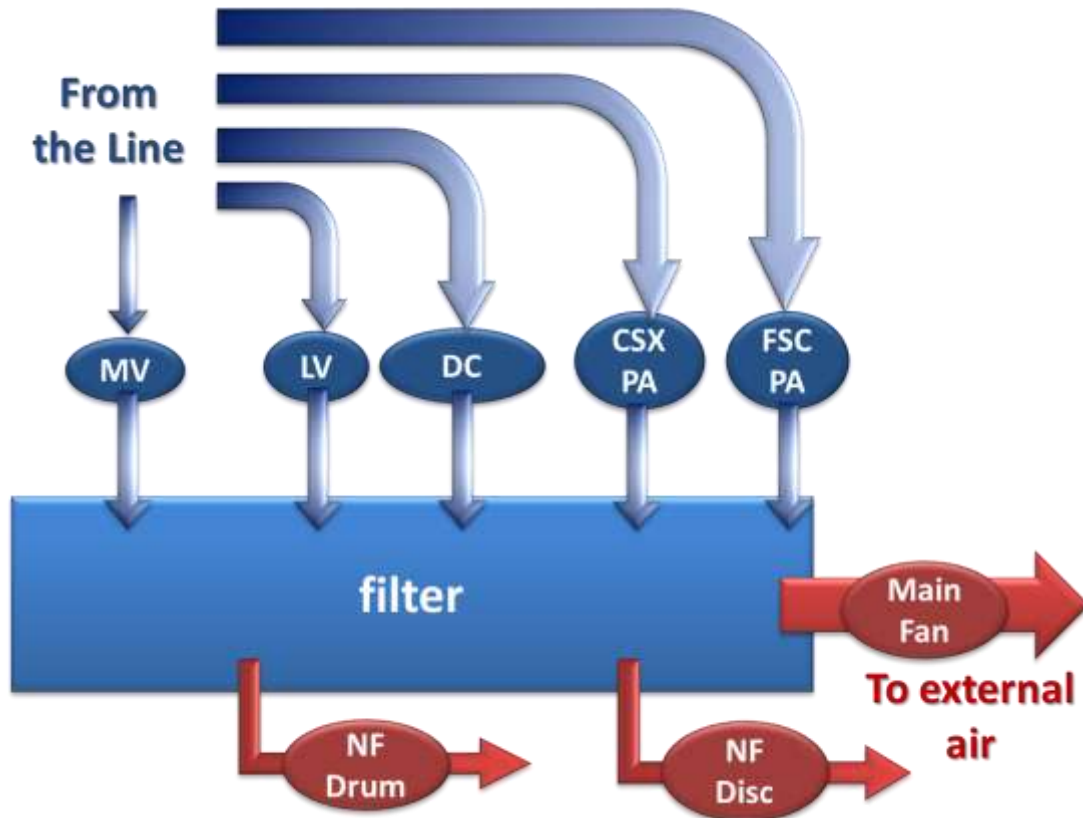 From
the Line
MV
LV
DC
CSX
PA
FSC
PA
filter
Main
Fan
To external
air
NF
Drum
NF
Disc